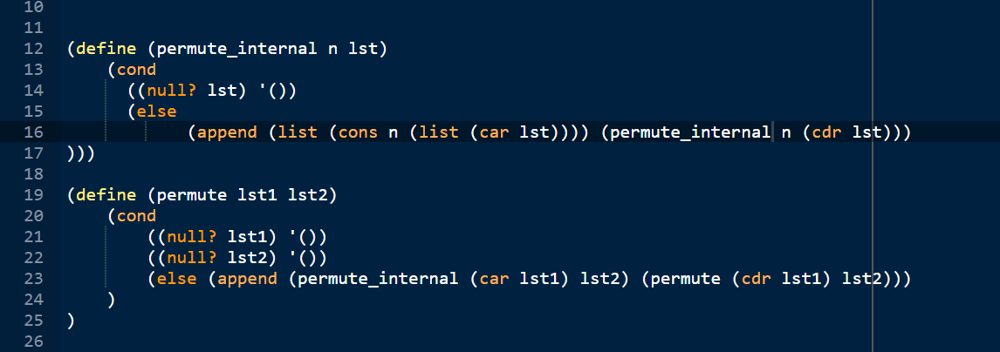 10
11
12 (define (permute_internal n lst)
13     (cond
14       ((null? lst) '())
15       (else
16             (append (list (cons n (list (car lst)))) (permute_internal n (cdr lst)))
17 )))
18
19 (define (permute lst1 lst2)
20     (cond
21         ((null? lst1) '())
22         ((null? lst2) '())
23         (else (append (permute_internal (car lst1) lst2) (permute (cdr lst1) lst2)))
24     )
25 )
26